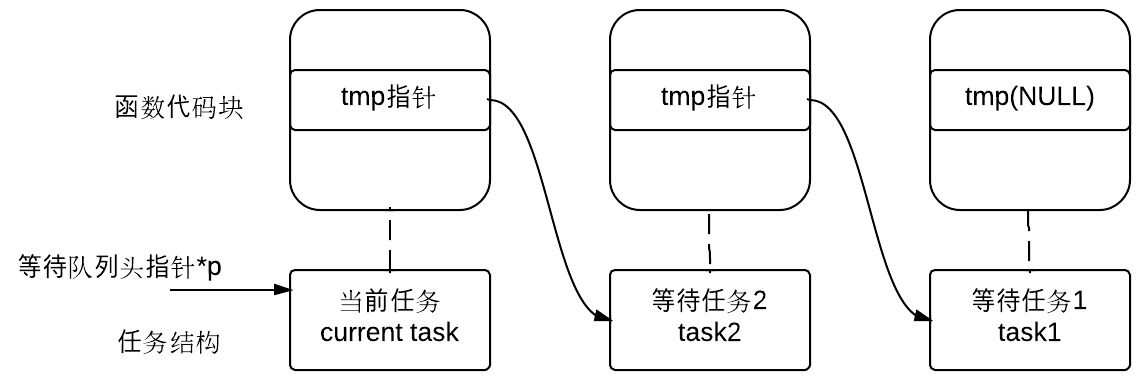 tmp指针
tmp指针
tmp(NULL)
函数代码块
等待队列头指针*p
当前任务
current task
等待任务2
task2
等待任务1
task1
任务结构